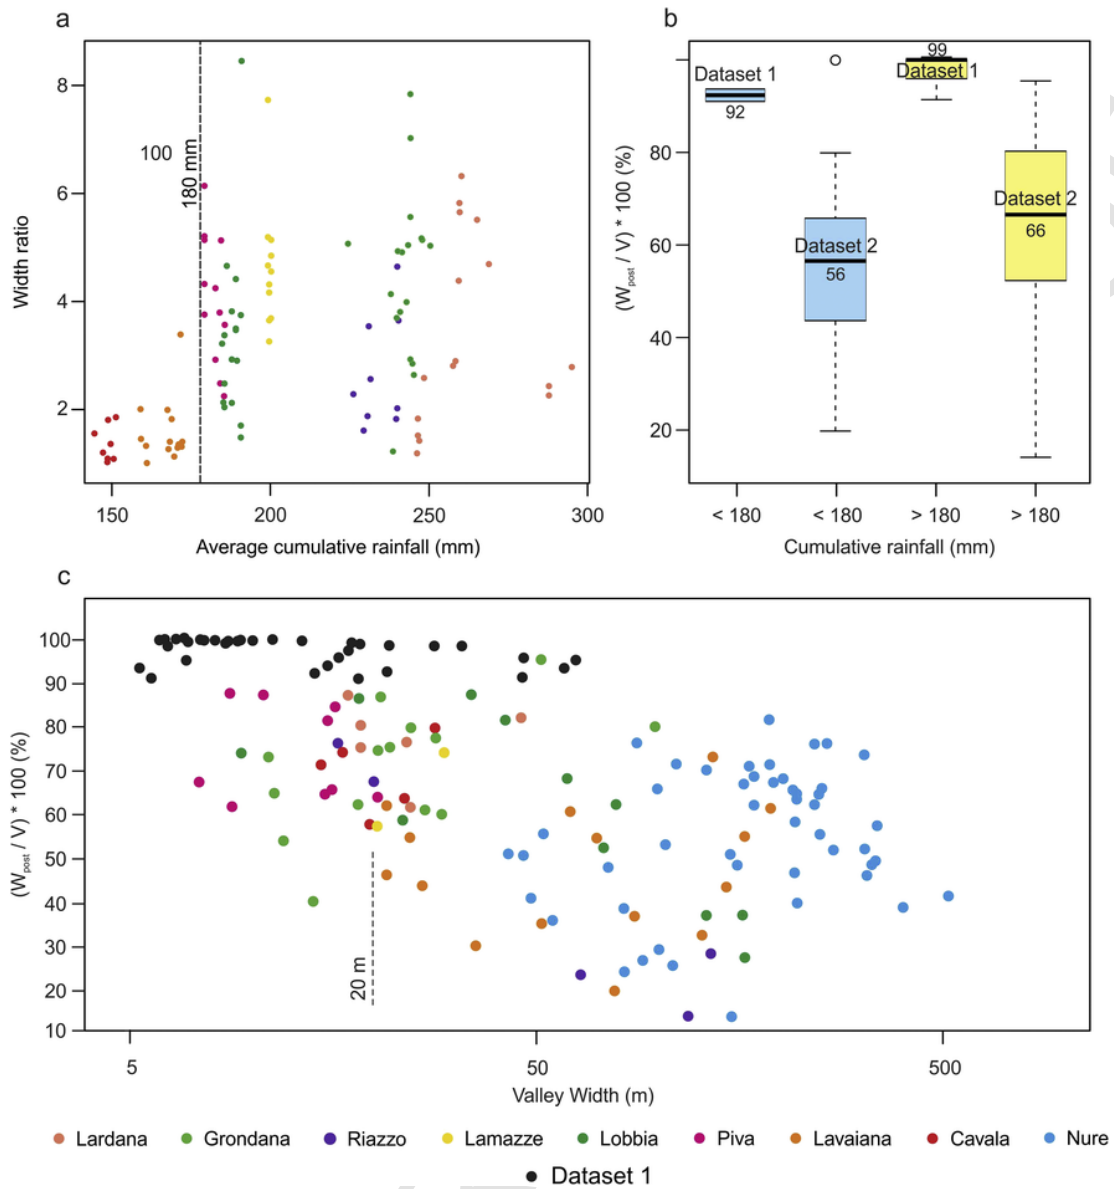 a
8
6
4
2
Width ratio
100
180 mm
150
200
250
300
Average cumulative rainfall (mm)
b
80
60
40
20
(Wpost / V) * 100 (%)
Dataset 1
92
Dataset 2
56
99
Dataset 1
Dataset 2
66
< 180
< 180
> 180
> 180
Cumulative rainfall (mm)
c
100
90
80
70
60
50
40
30
20
10
(Wpost / V) * 100 (%)
20 m
5
50
500
Valley Width (m)
Lardana Grondana Riazzo Lamazze Lobbia Piva Lavaiana Cavala Nure
Dataset 1